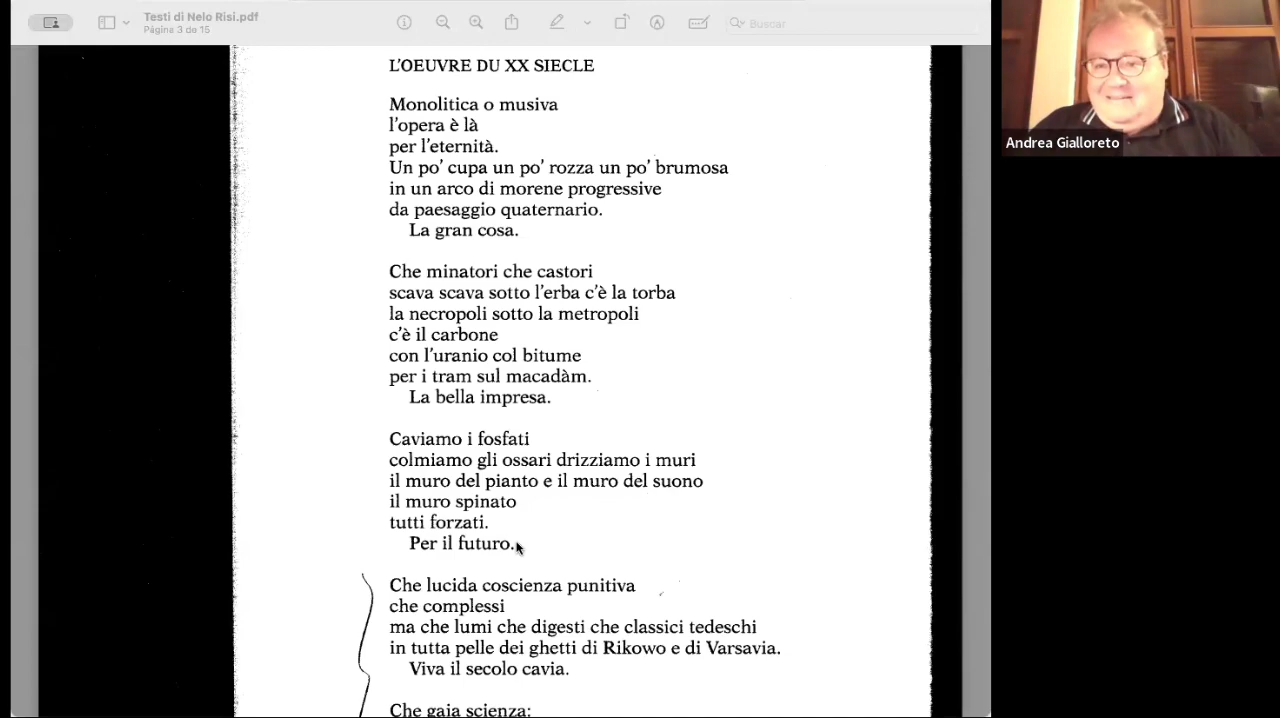 Testi di Nelo Risi.pdf
Página 3 de 15
Buscar
Andrea Gialloreto
L'OEUVRE DU XX SIECLE
Monolitica o musiva
l'opera è là
per l'eternità.
Un po' cupa un po' rozza un po' brumosa
in un arco di morene progressive
da paesaggio quaternario.
La gran cosa.
Che minatori che castori
scava scava sotto l'erba c'è la torba
la necropoli sotto la metropoli
c'è il carbone
con l'uranio col bitume
per i tram sul macadàm.
La bella impresa.
Caviamo i fosfati
colmiamo gli ossari drizziamo i muri
il muro del pianto e il muro del suono
il muro spinato
tutti forzati.
Per il futuro.
Che lucida coscienza punitiva
che complessi
ma che lumi che digesti che classici tedeschi
in tutta pelle dei ghetti di Rikowo e di Varsavia.
Viva il secolo cavia.
Che gaia scienza: